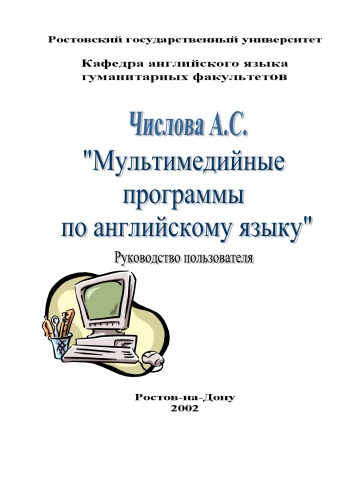 Ростовский государственный университет
Кафедра английского языка
гуманитарных факультетов
Числова А.С.
"Мультимедийные
программы
по английскому языку"
Руководство пользователя
Ростов-на-Дону
2002